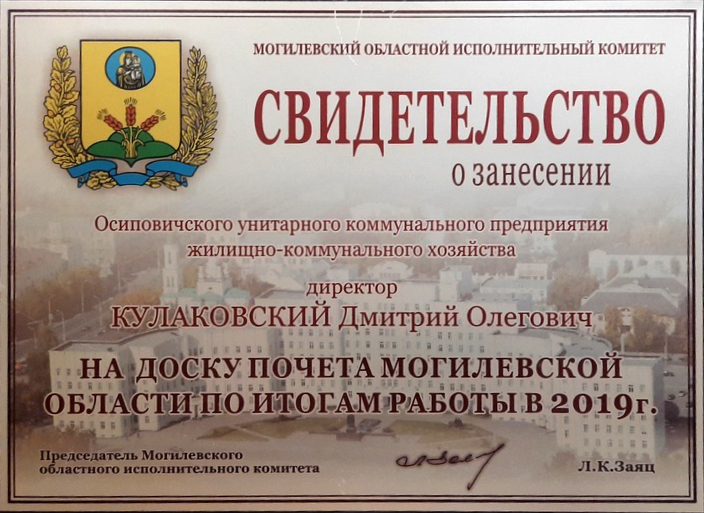 МОГИЛЕВСКИЙ ОБЛАСТНОЙ ИСПОЛНИТЕЛЬНЫЙ КОМИТЕТ
СВИДЕТЕЛЬСТВО
о занесении
Осиповичского унитарного коммунального предприятия
жилищно-коммунального хозяйства
директор
КУЛАКОВСКИЙ Дмитрий Олегович
НА ДОСКУ ПОЧЕТА МОГИЛЕВСКОЙ
ОБЛАСТИ ПО ИТОГАМ РАБОТЫ В 2019г.
Председатель Могилевского
областного исполнительного комитета
Л.К.Заяц